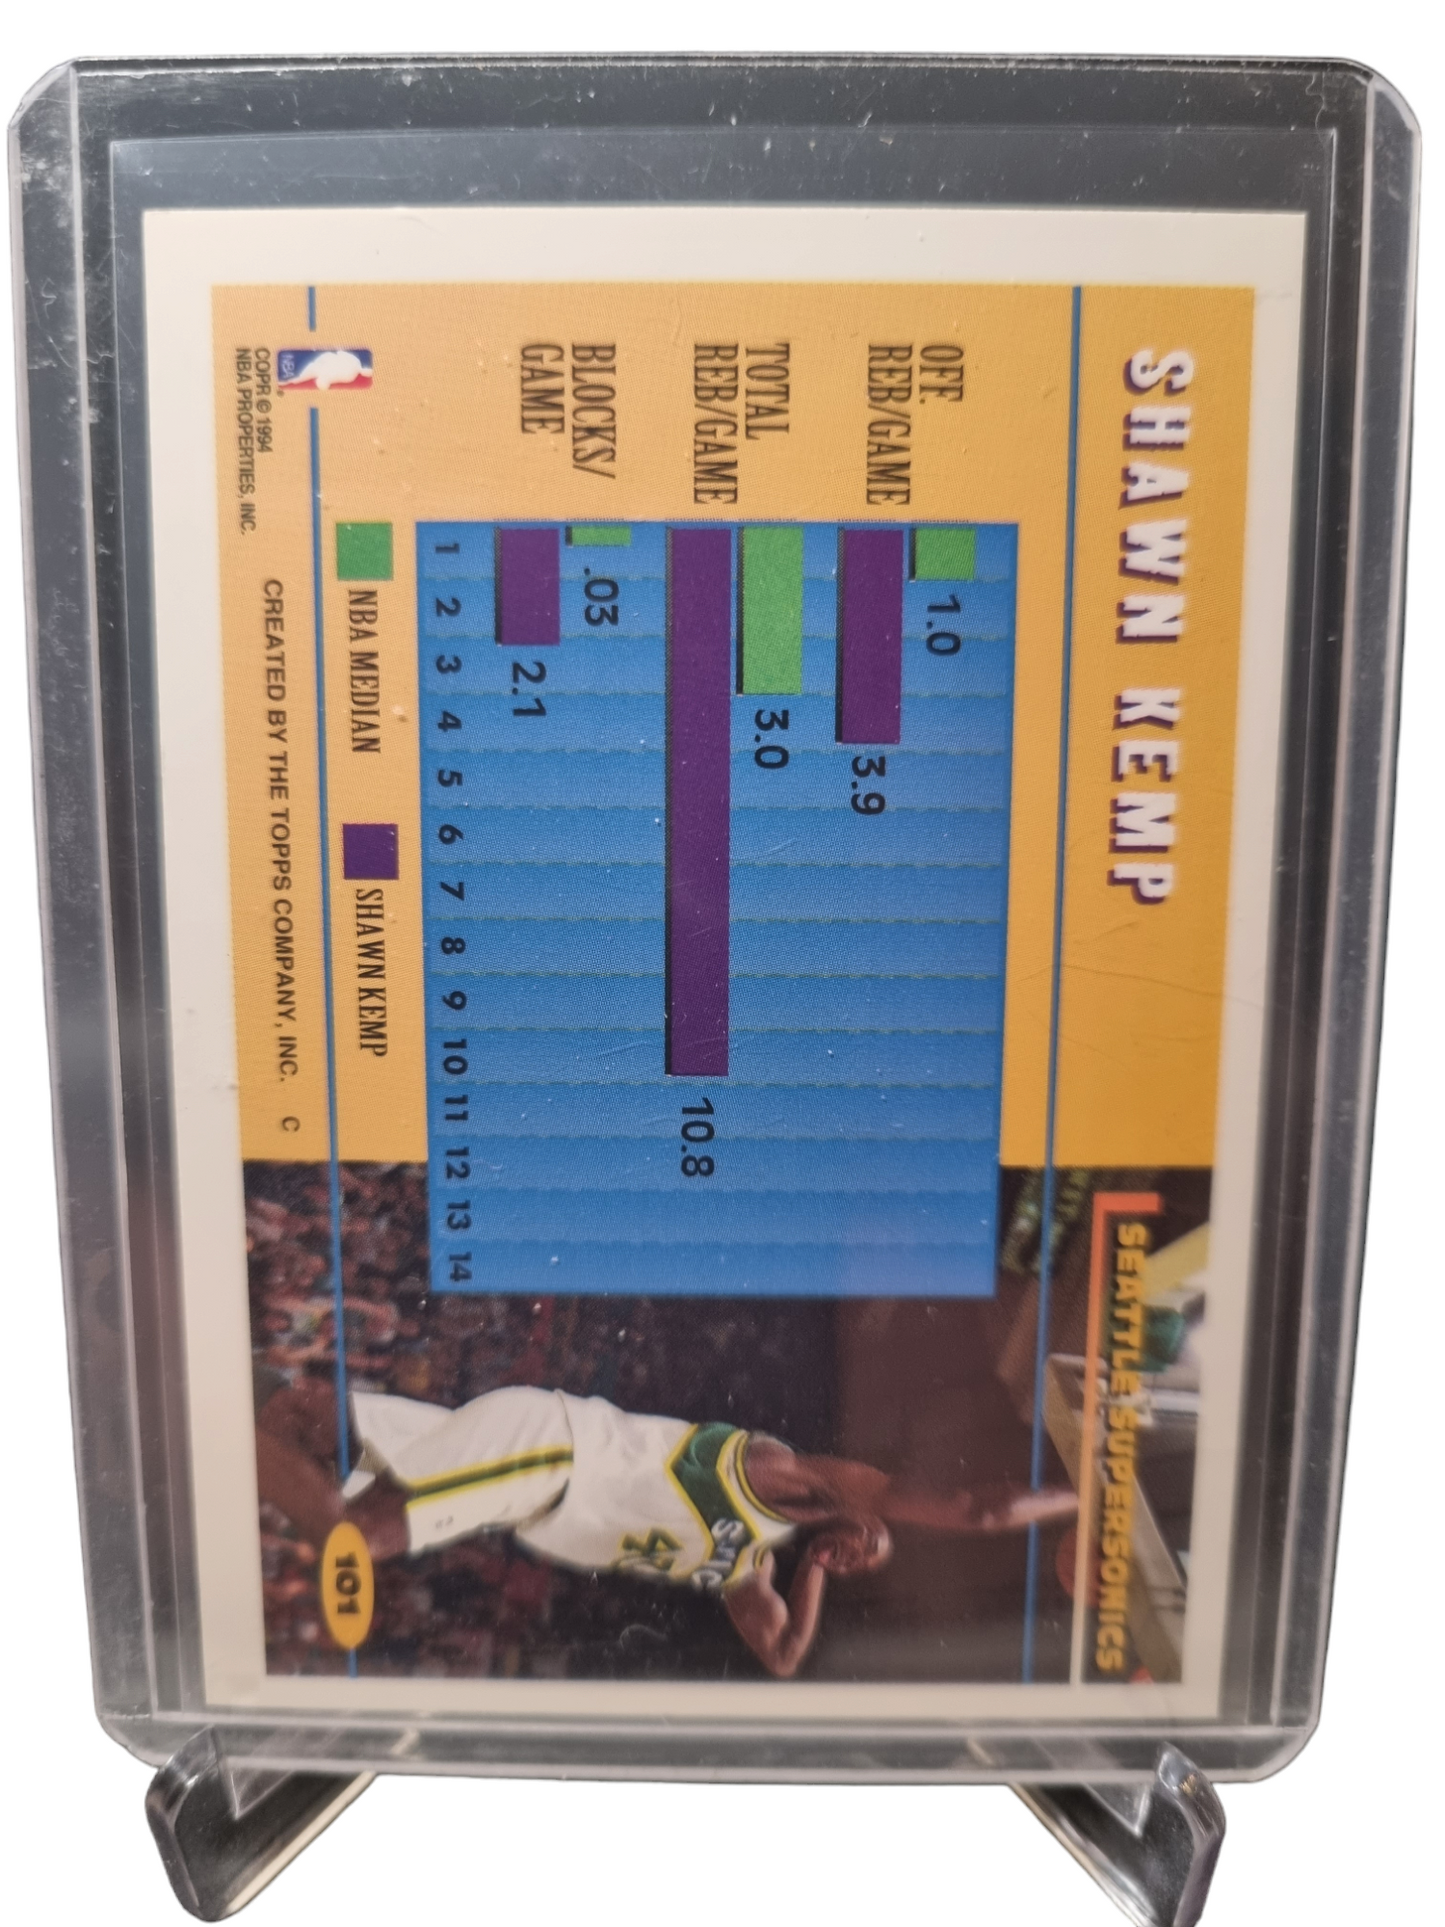 SHAWN KEMP
SEATTLE SUPERSONICS
OFF.
REB/GAME
1.0
3.9
TOTAL
REB/GAME
3.0
10.8
BLOCKS/
GAME
.03
2.1
1 2 3 4 5 6 7 8 9 10 11 12 13 14
NBA MEDIAN SHAWN KEMP
NBA
COPR © 1994
NBA PROPERTIES, INC.
CREATED BY THE TOPPS COMPANY, INC. C
101